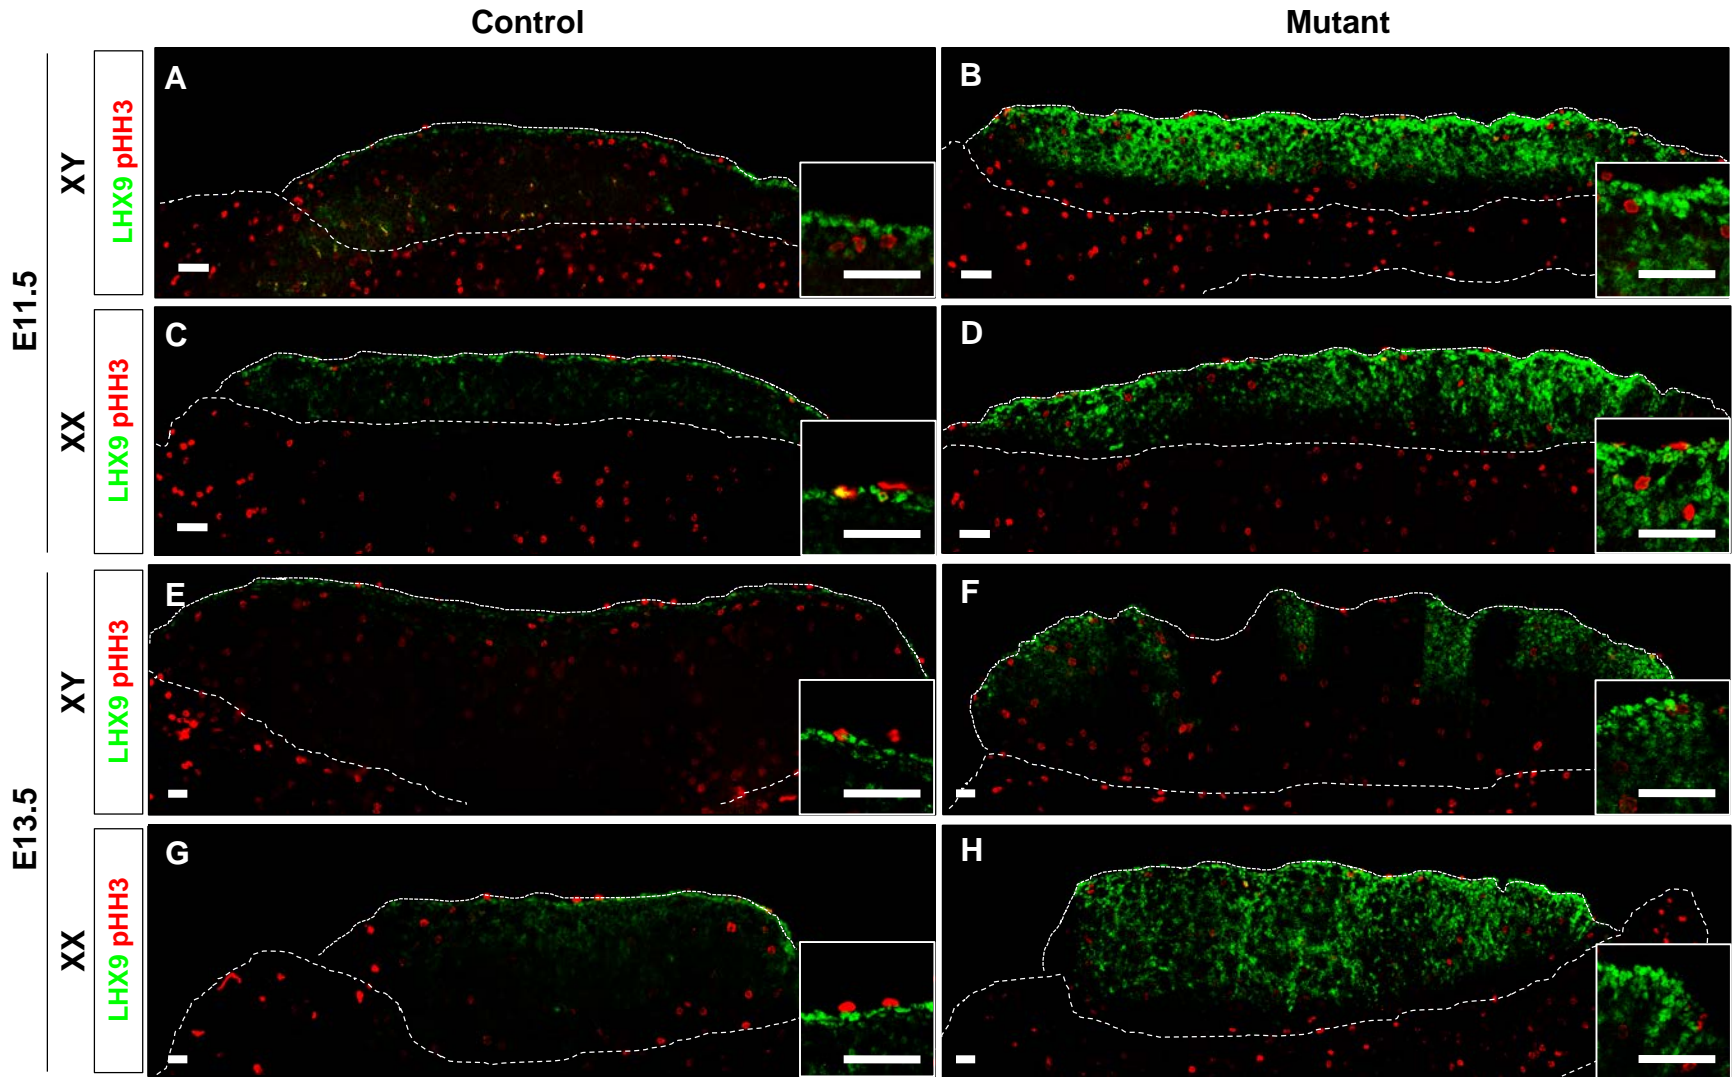 Control
Mutant
E11.5
XY
LHX9 pHH3
A
B
XX
LHX9 pHH3
C
D
E13.5
XY
LHX9 pHH3
E
F
XX
LHX9 pHH3
G
H